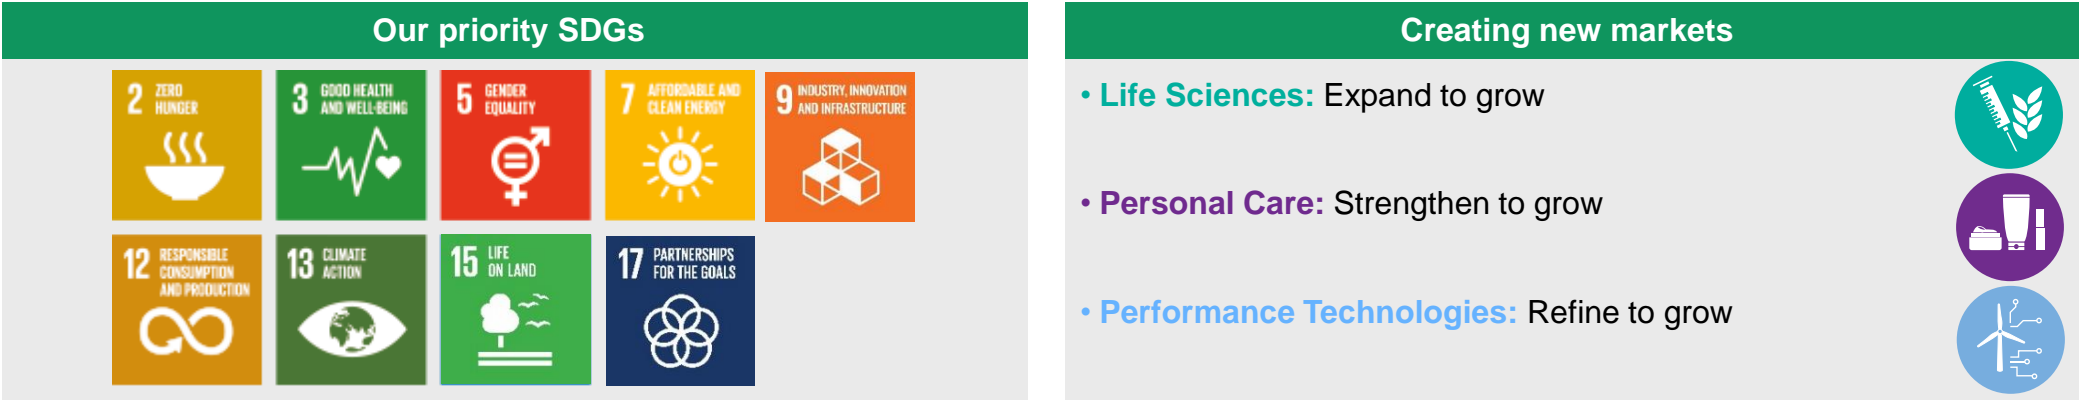 Our priority SDGs
2 ZERO
HUNGER
3 GOOD HEALTH
AND WELL-BEING
5 GENDER
EQUALITY
7 AFFORDABLE AND
CLEAN ENERGY
9 INDUSTRY, INNOVATION
AND INFRASTRUCTURE
12 RESPONSIBLE
CONSUMPTION
AND PRODUCTION
13 CLIMATE
ACTION
15 LIFE
ON LAND
17 PARTNERSHIPS
FOR THE GOALS
Creating new markets
• Life Sciences: Expand to grow
• Personal Care: Strengthen to grow
• Performance Technologies: Refine to grow